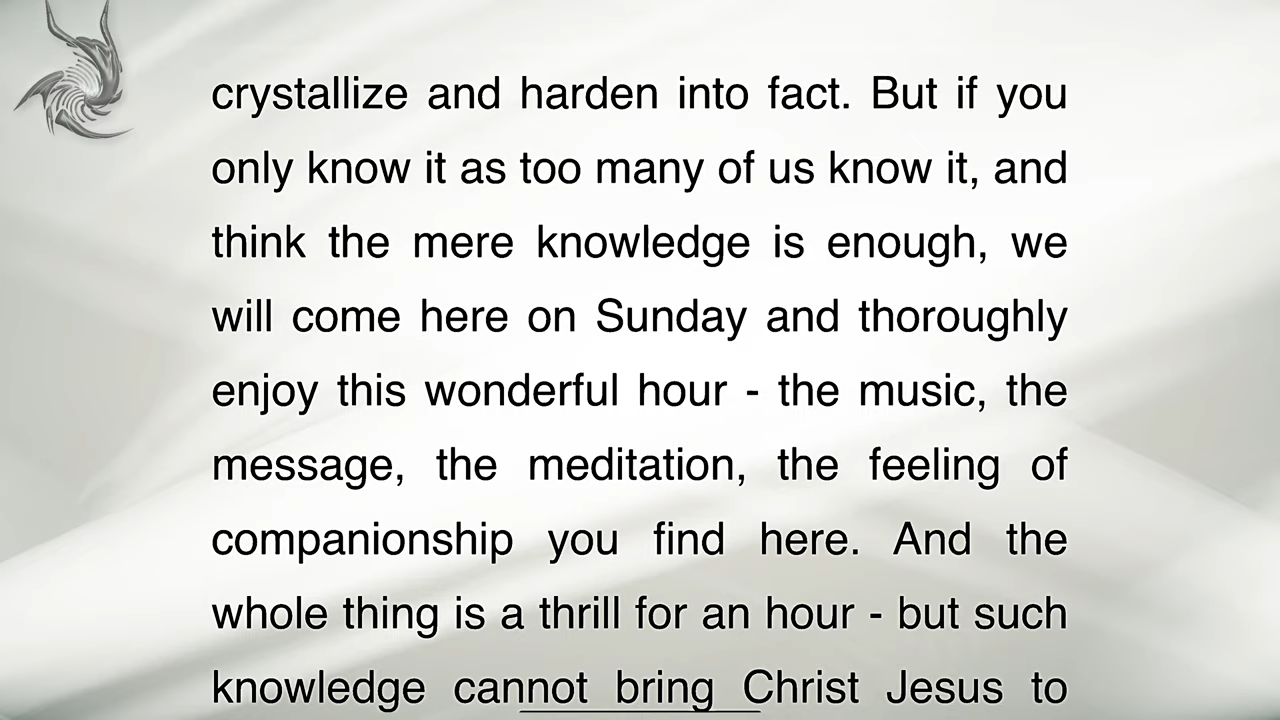 crystallize and harden into fact. But if you
only know it as too many of us know it, and
think the mere knowledge is enough, we
will come here on Sunday and thoroughly
enjoy this wonderful hour - the music, the
message, the meditation, the feeling of
companionship you find here. And the
whole thing is a thrill for an hour - but such
knowledge cannot bring Christ Jesus to